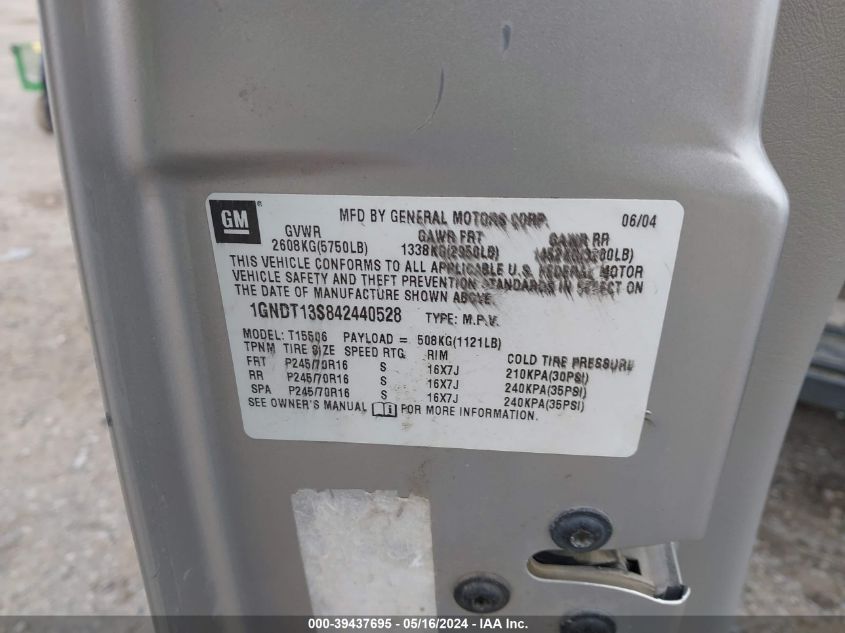 GM
MFD BY GENERAL MOTORS CORP. 06/04
GVWR GAWR FRT GAWR RR
2608KG(5750LB) 1338KG(2950LB)
THIS VEHICLE CONFORMS TO ALL APPLICABLE U.S. FEDERAL MOTOR
VEHICLE SAFETY AND THEFT PREVENTION STANDARDS IN EFFECT ON
THE DATE OF MANUFACTURE SHOWN ABOVE.
1GNDT13S842440528 TYPE: M.P.V.
MODEL: T15506 PAYLOAD = 508KG(1121LB)
TPNM TIRE SIZE SPEED RTG RIM COLD TIRE PRESSURE
FRT P245/70R16 S 16X7J 210KPA(30PSI)
RR P245/70R16 S 16X7J 240KPA(35PSI)
SPA P245/70R16 S 16X7J 240KPA(35PSI)
SEE OWNER'S MANUAL FOR MORE INFORMATION.
000-39437695 - 05/16/2024 - IAA Inc.